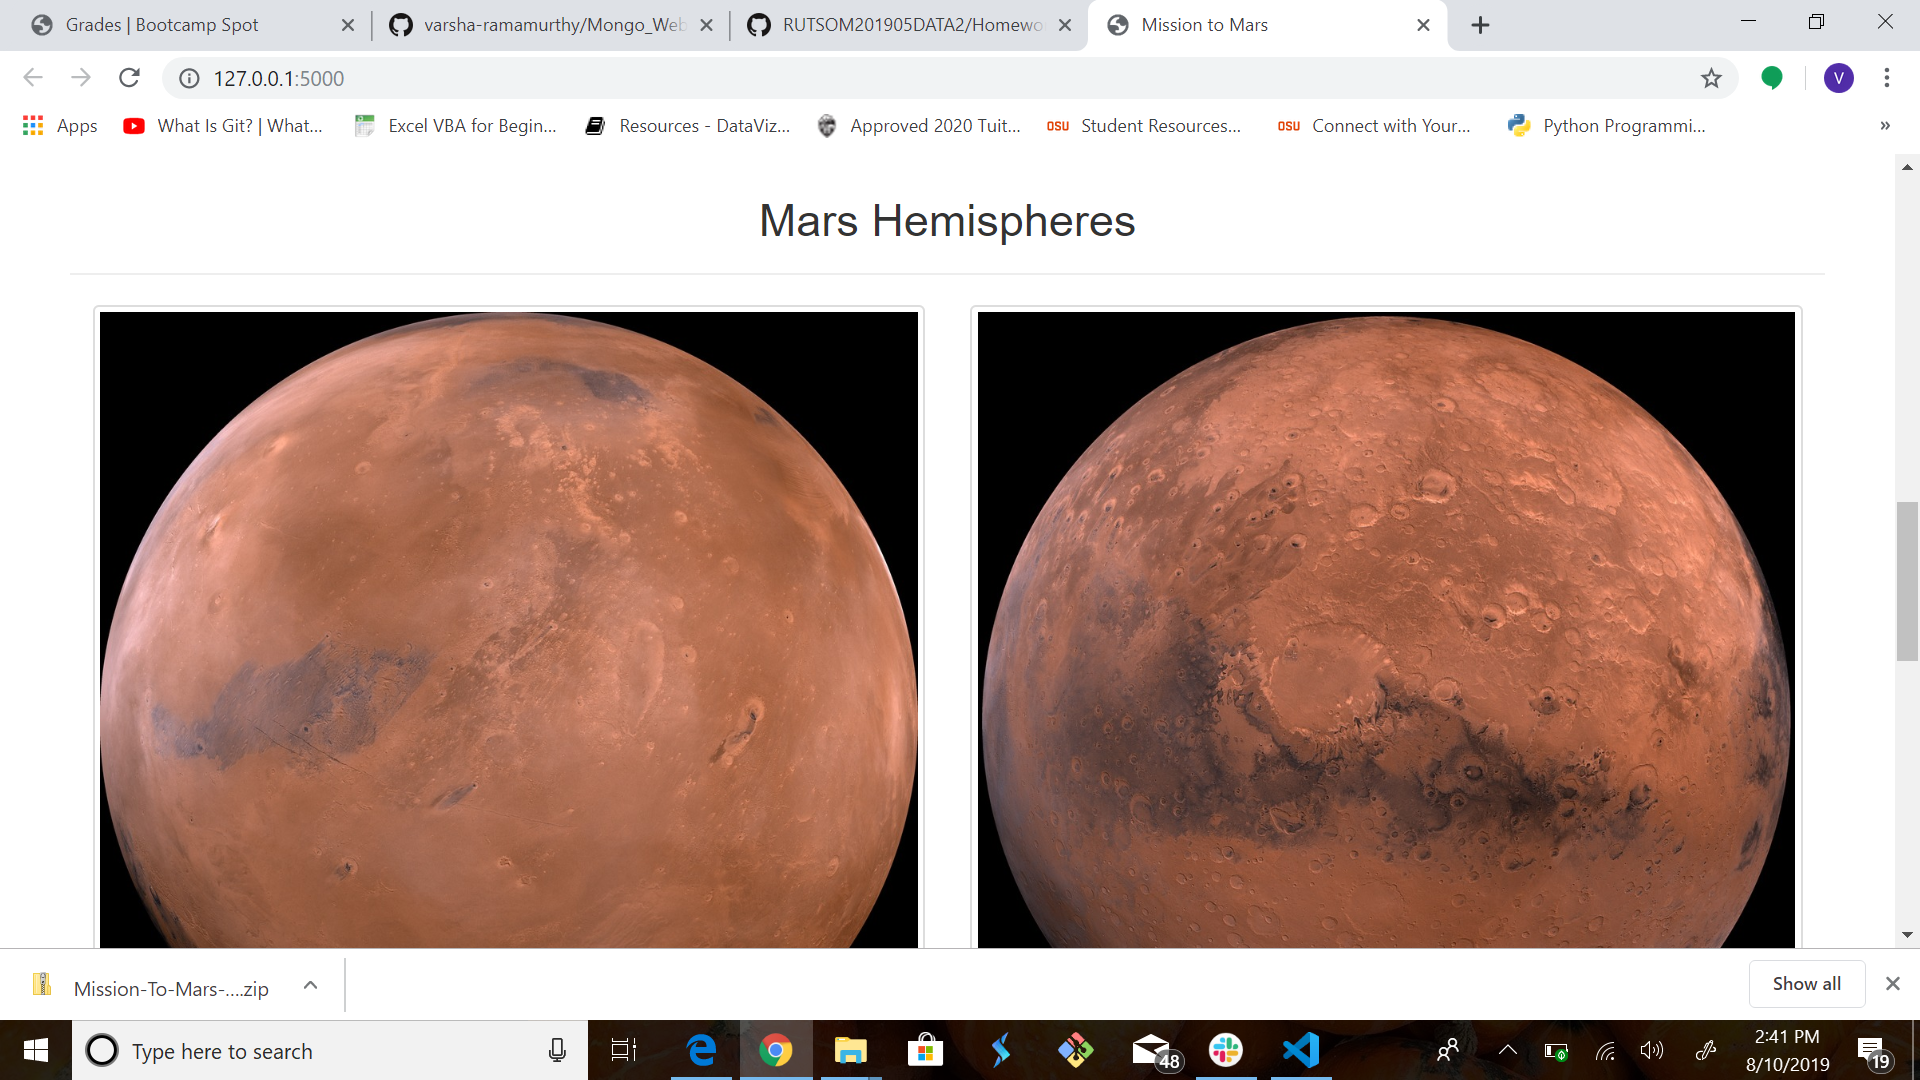 Grades | Bootcamp Spot
varsha-ramamurthy/Mongo_Web
RUTSOM201905DATA2/Homewo
Mission to Mars
127.0.0.1:5000
V
Apps
What Is Git? | What...
Excel VBA for Begin...
Resources - DataViz...
Approved 2020 Tuit...
OSU Student Resources...
OSU Connect with Your...
Python Programmi...
»
Mars Hemispheres
Mission-To-Mars-....zip
Show all
Type here to search
48
2:41 PM
8/10/2019
19